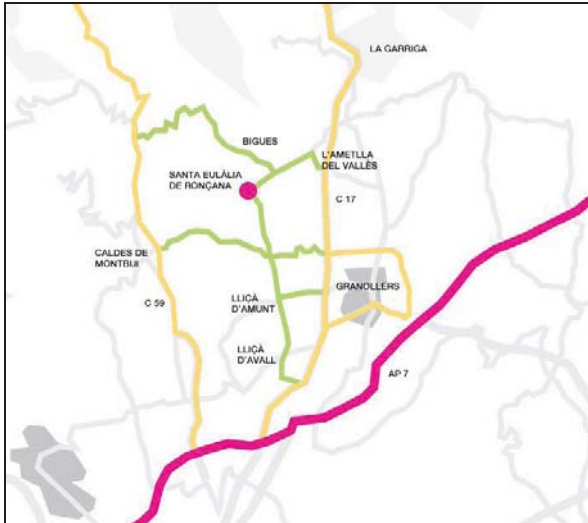 LA GARRIGA
BIGUES
L'AMETLLA
DEL VALLÈS
SANTA EULÀLIA
DE RONÇANA
C 17
CALDES DE
MONTBUI
GRANOLLERS
C 59
LLIÇÀ
D'AMUNT
LLIÇÀ
D'AVALL
AP 7